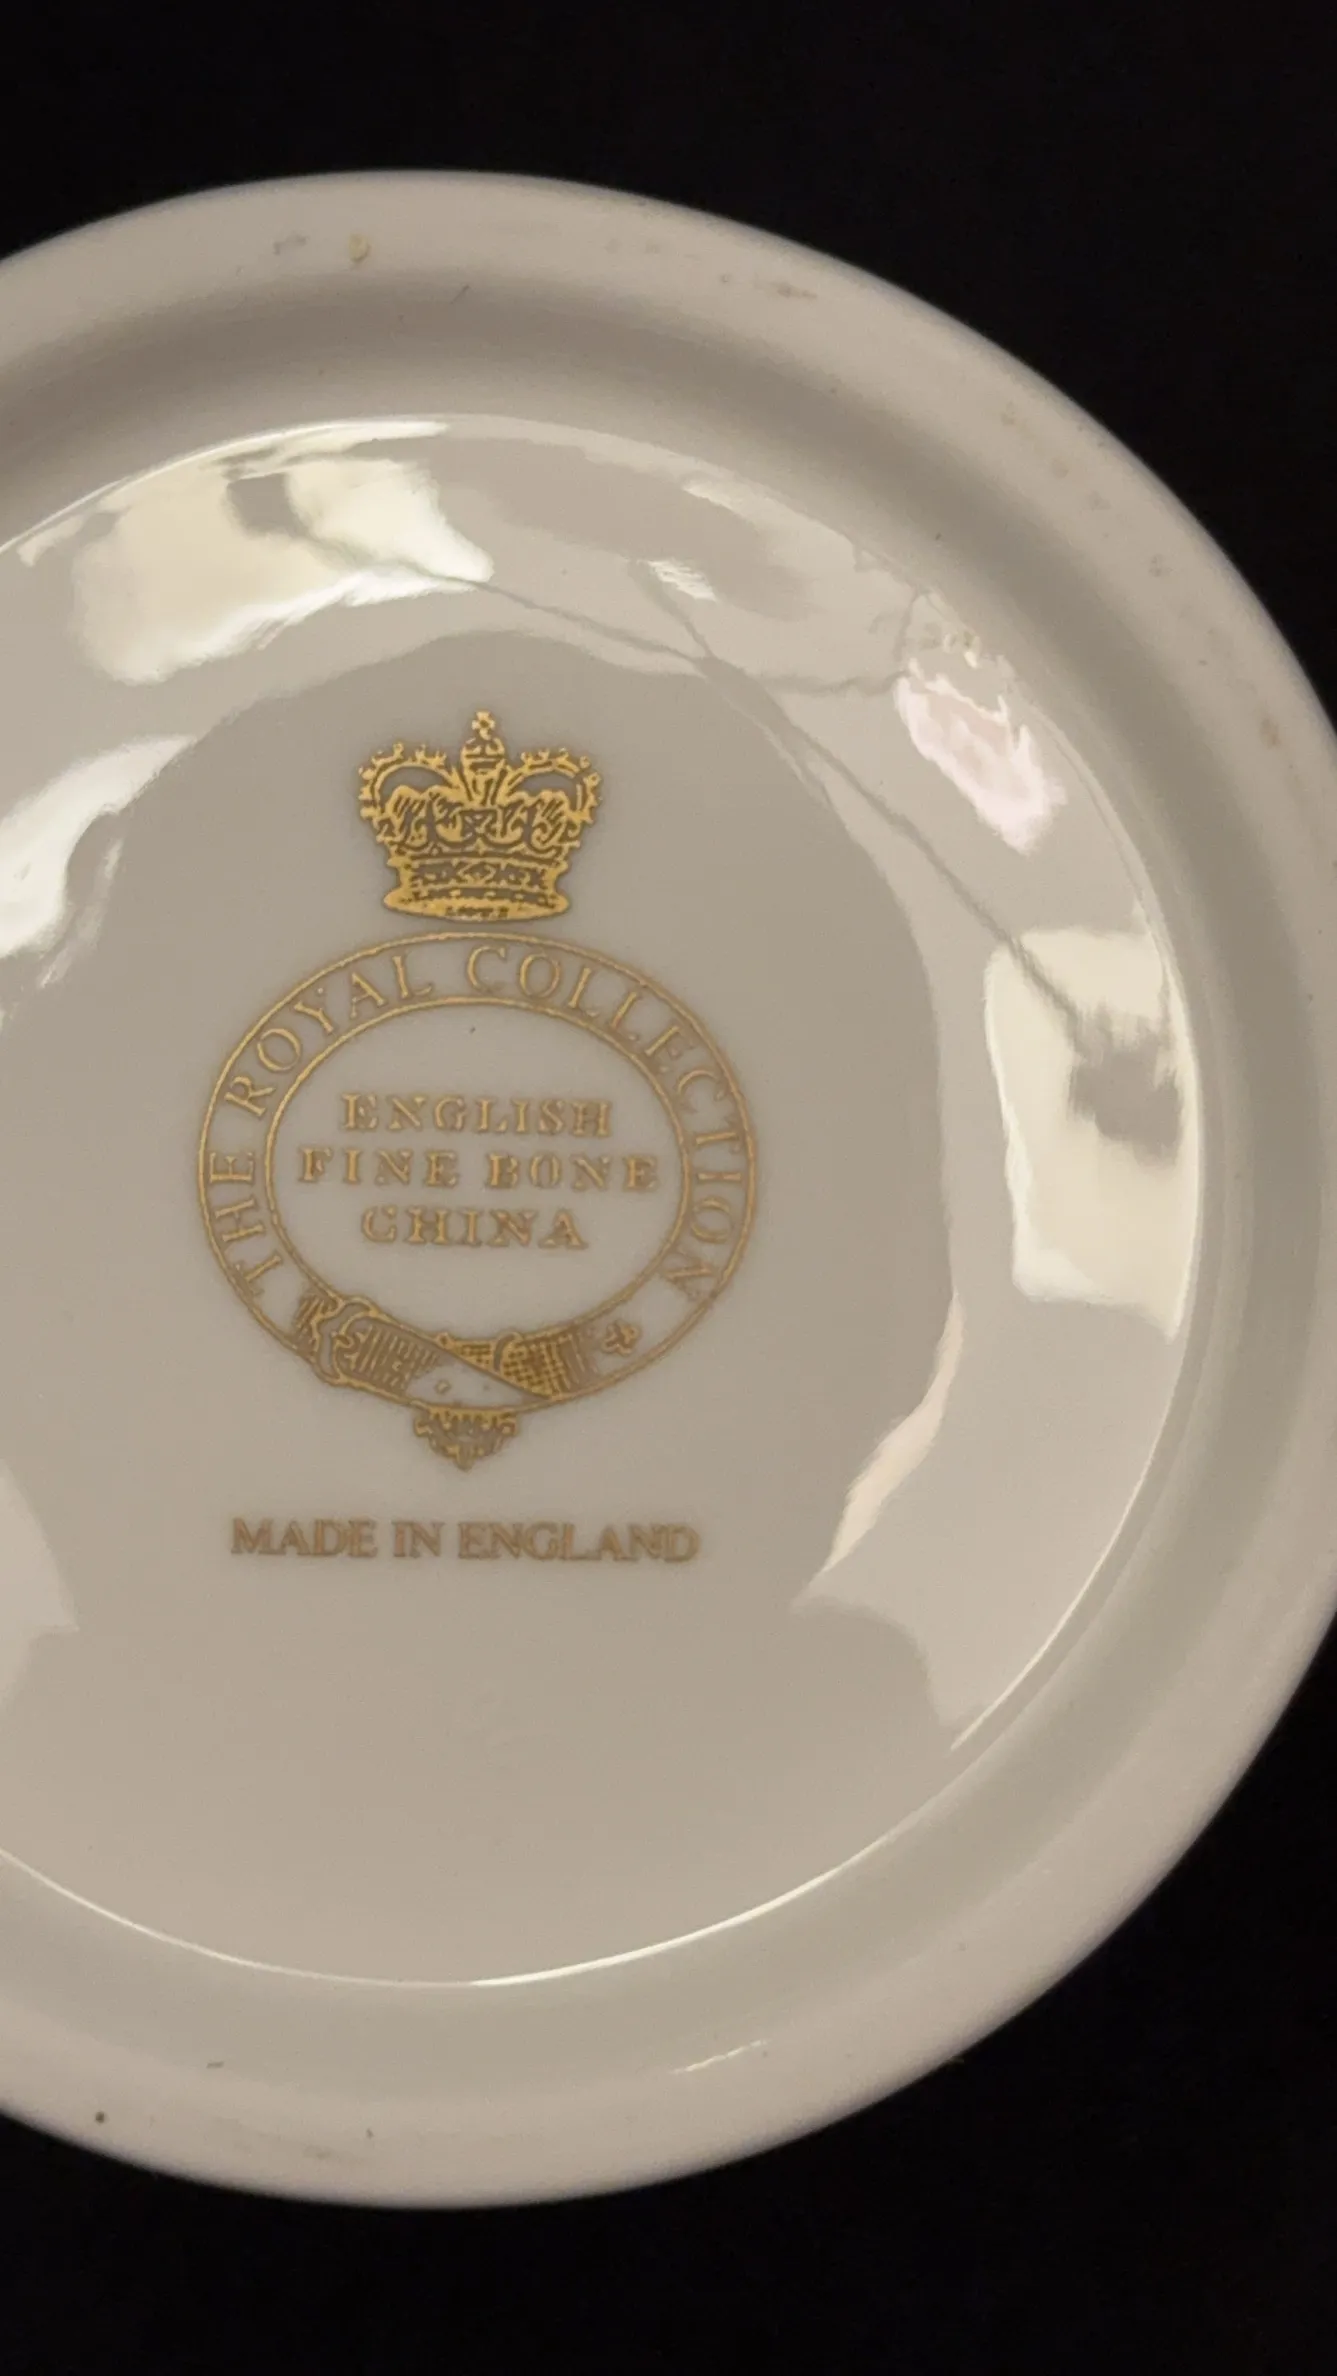 THE ROYAL COLLECTION
ENGLISH
FINE BONE
CHINA
MADE IN ENGLAND